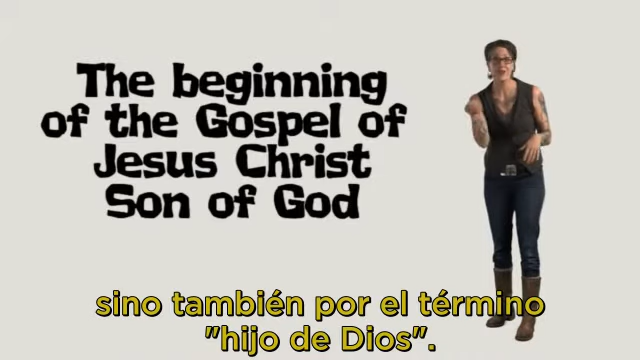 The beginning
of the Gospel of
Jesus Christ
Son of God
sino también por el término
"hijo de Dios".